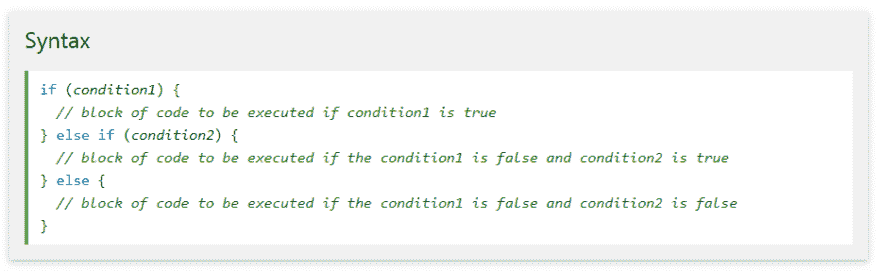 Syntax
if (condition1) {
  // block of code to be executed if condition1 is true
} else if (condition2) {
  // block of code to be executed if the condition1 is false and condition2 is true
} else {
  // block of code to be executed if the condition1 is false and condition2 is false
}